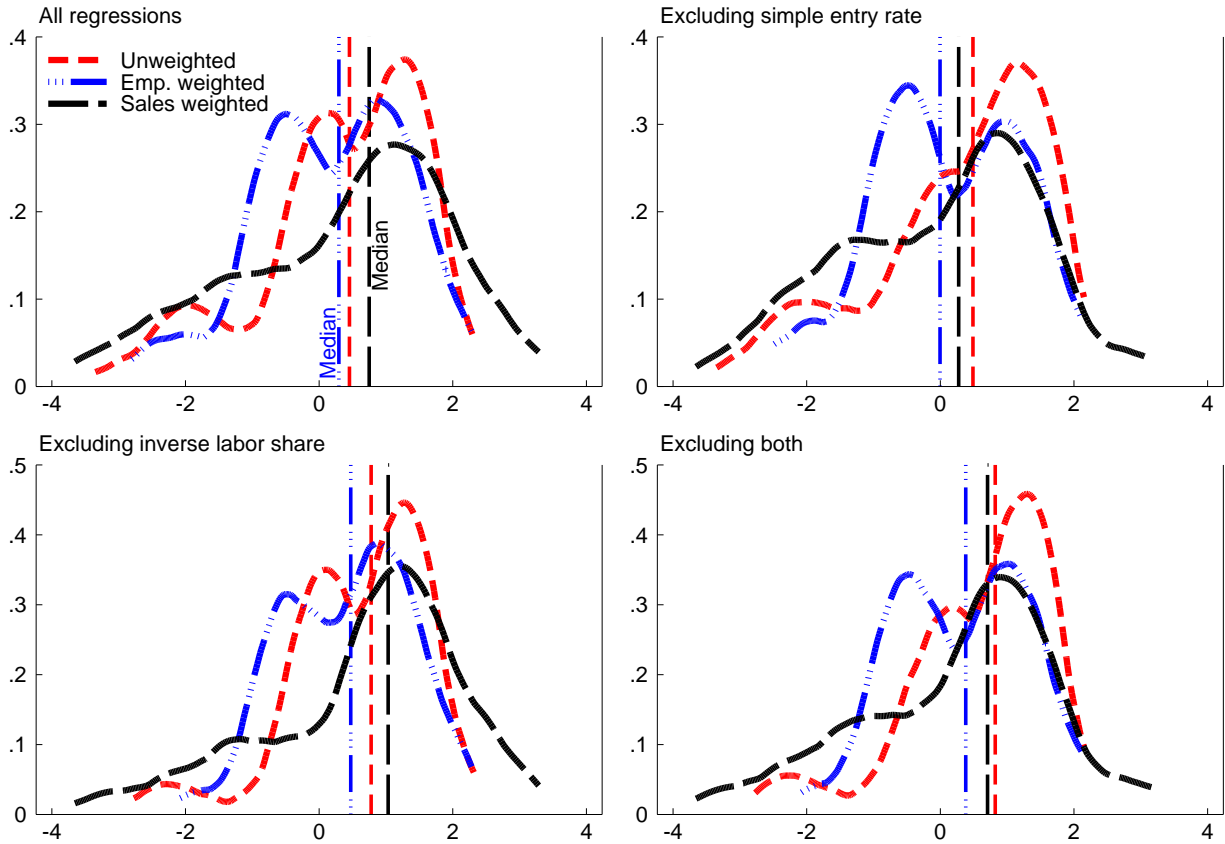 All regressions
.4
.3
.2
.1
0
Unweighted
Emp. weighted
Sales weighted
Median
Median
-4 -2 0 2 4
Excluding simple entry rate
.4
.3
.2
.1
0
-4 -2 0 2 4
Excluding inverse labor share
.5
.4
.3
.2
.1
0
-4 -2 0 2 4
Excluding both
.5
.4
.3
.2
.1
0
-4 -2 0 2 4